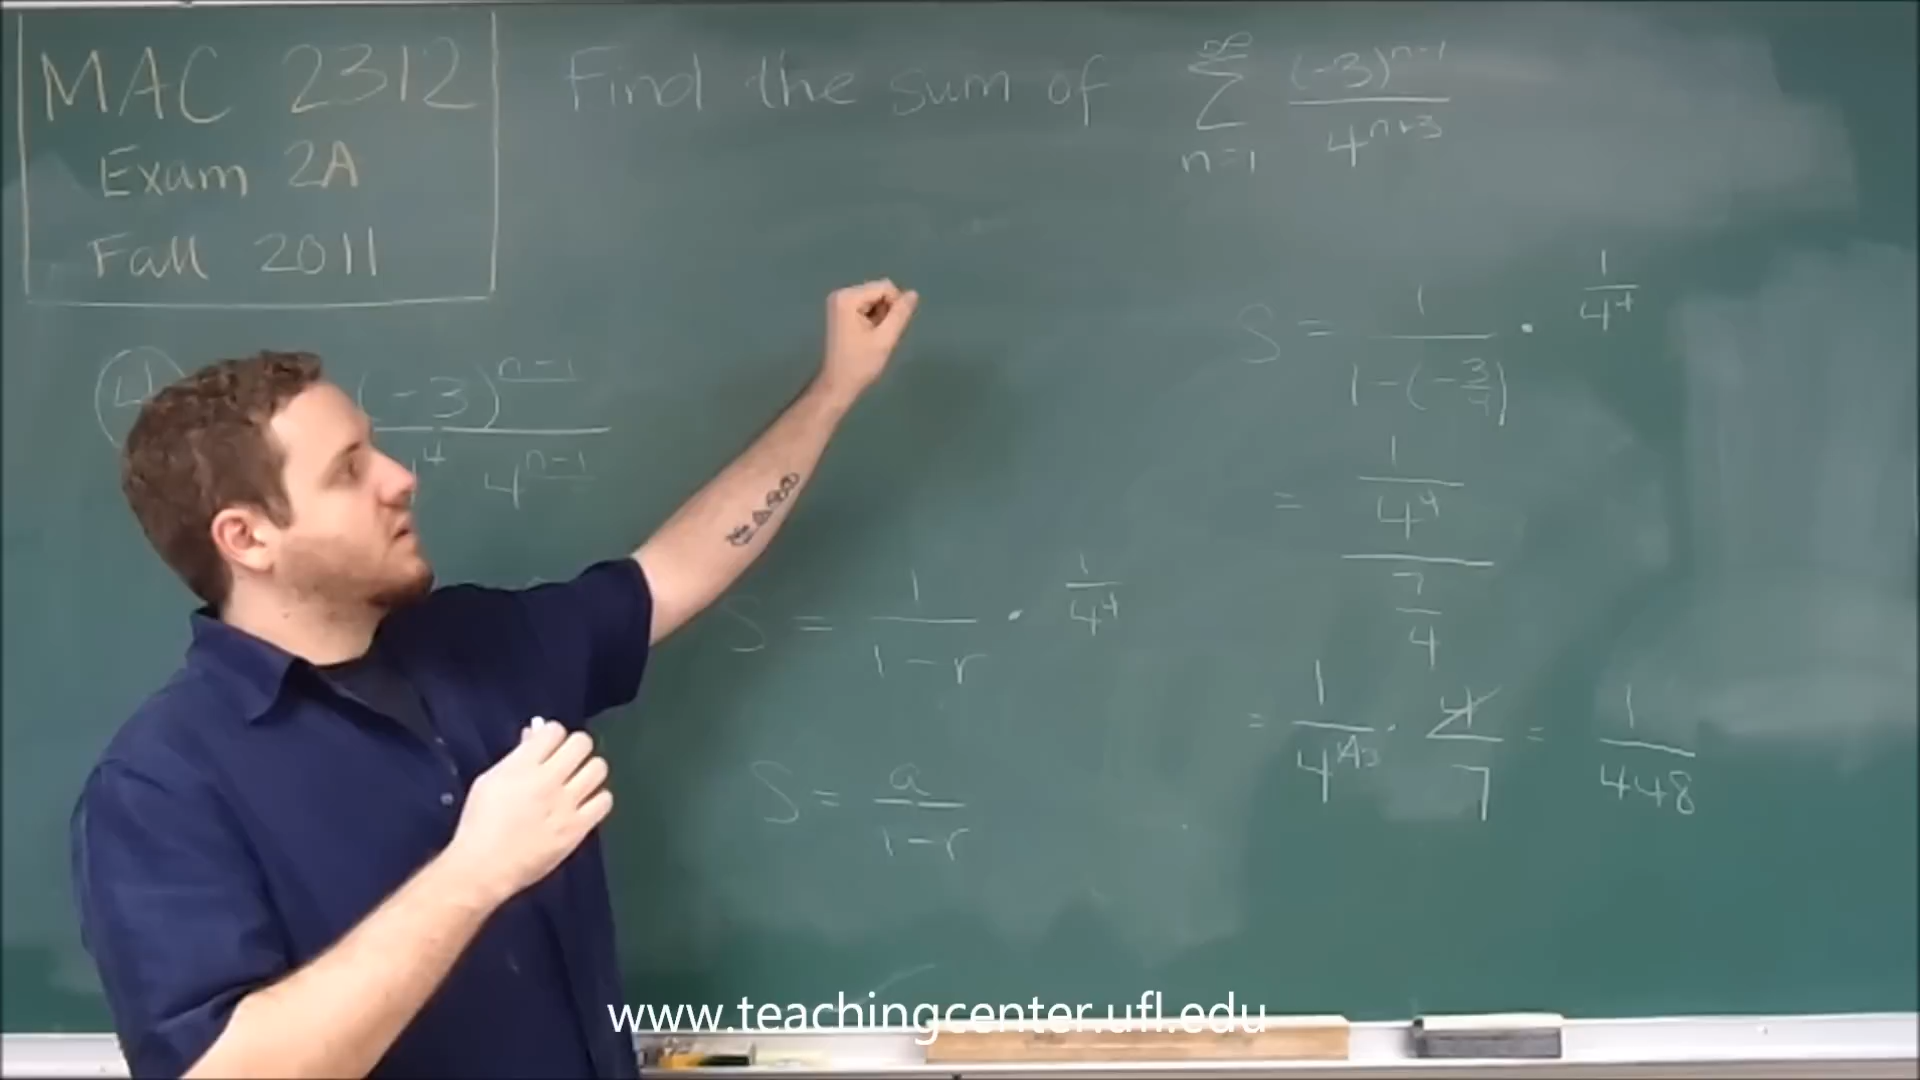 MAC 2312
Exam 2A
Fall 2011
Find the sum of ∑ n=1 ∞ (-3)^{n-1} / 4^{n+3}
④ (-3)^{n-1} / 4^4 4^{n-1}
S = 1 / (1-r) · 1/4^4
S = a / (1-r)
S = 1 / (1-(-3/4)) · 1/4^4
= (1/4^4) / (7/4)
= 1/4^{4 3} · 4/7 = 1/448
www.teachingcenter.ufl.edu